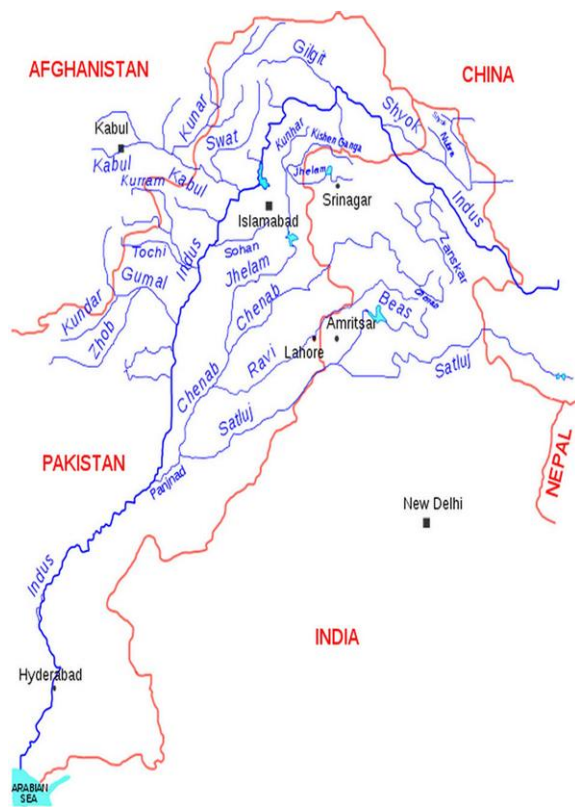 Gilgit
AFGHANISTAN
CHINA
Kunar
Shyok
Kabul
Swat
Kunhar
Kishen Ganga
Nubra
Kabul
Kabul
Jhelam
Kurram
Srinagar
Indus
Islamabad
Indus
Zanskar
Tochi
Sohan
Jhelam
Gumal
Kundar
Chenab
Beas
Zhob
Amritsar
Lahore
Ravi
Satluj
Chenab
Satluj
PAKISTAN
NEPAL
Panjnad
New Delhi
Indus
INDIA
Hyderabad
ARABIAN
SEA